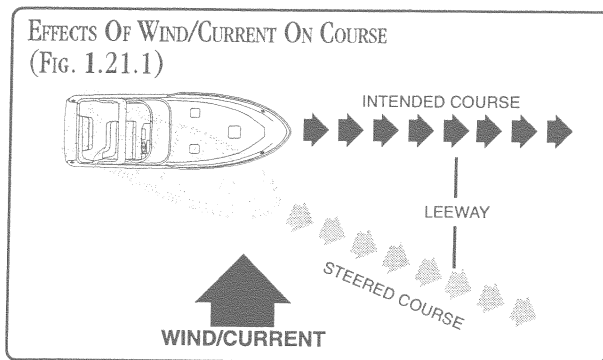 EFFECTS OF WIND/CURRENT ON COURSE
(FIG. 1.21.1)
INTENDED COURSE
LEEWAY
STEERED COURSE
WIND/CURRENT